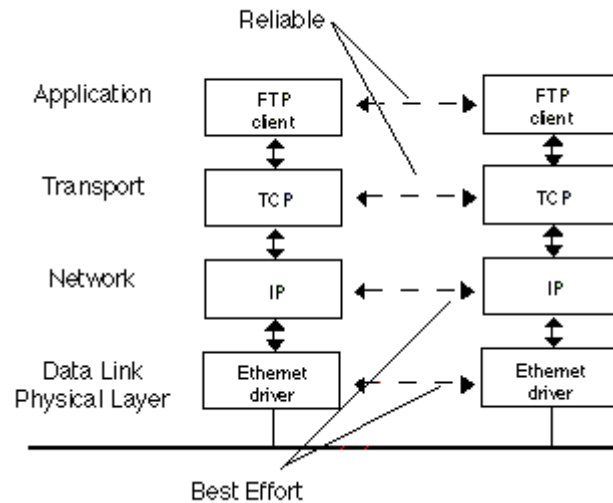 Reliable
Application
FTP
client
FTP
client
Transport
TCP
TCP
Network
IP
IP
Data Link
Physical Layer
Ethernet
driver
Ethernet
driver
Best Effort